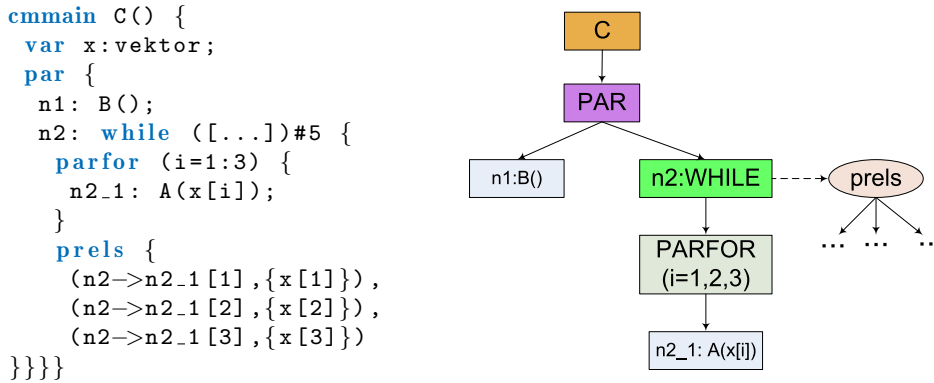 cmmain C() {
var x:vektor;
par {
n1: B();
n2: while ([...])#5 {
parfor (i=1:3) {
n2_1: A(x[i]);
}
prels {
(n2->n2_1[1],{x[1]}),
(n2->n2_1[2],{x[2]}),
(n2->n2_1[3],{x[3]})
}}}}
C
PAR
n1:B()
n2:WHILE
prels
... ... ..
PARFOR
(i=1,2,3)
n2_1: A(x[i])